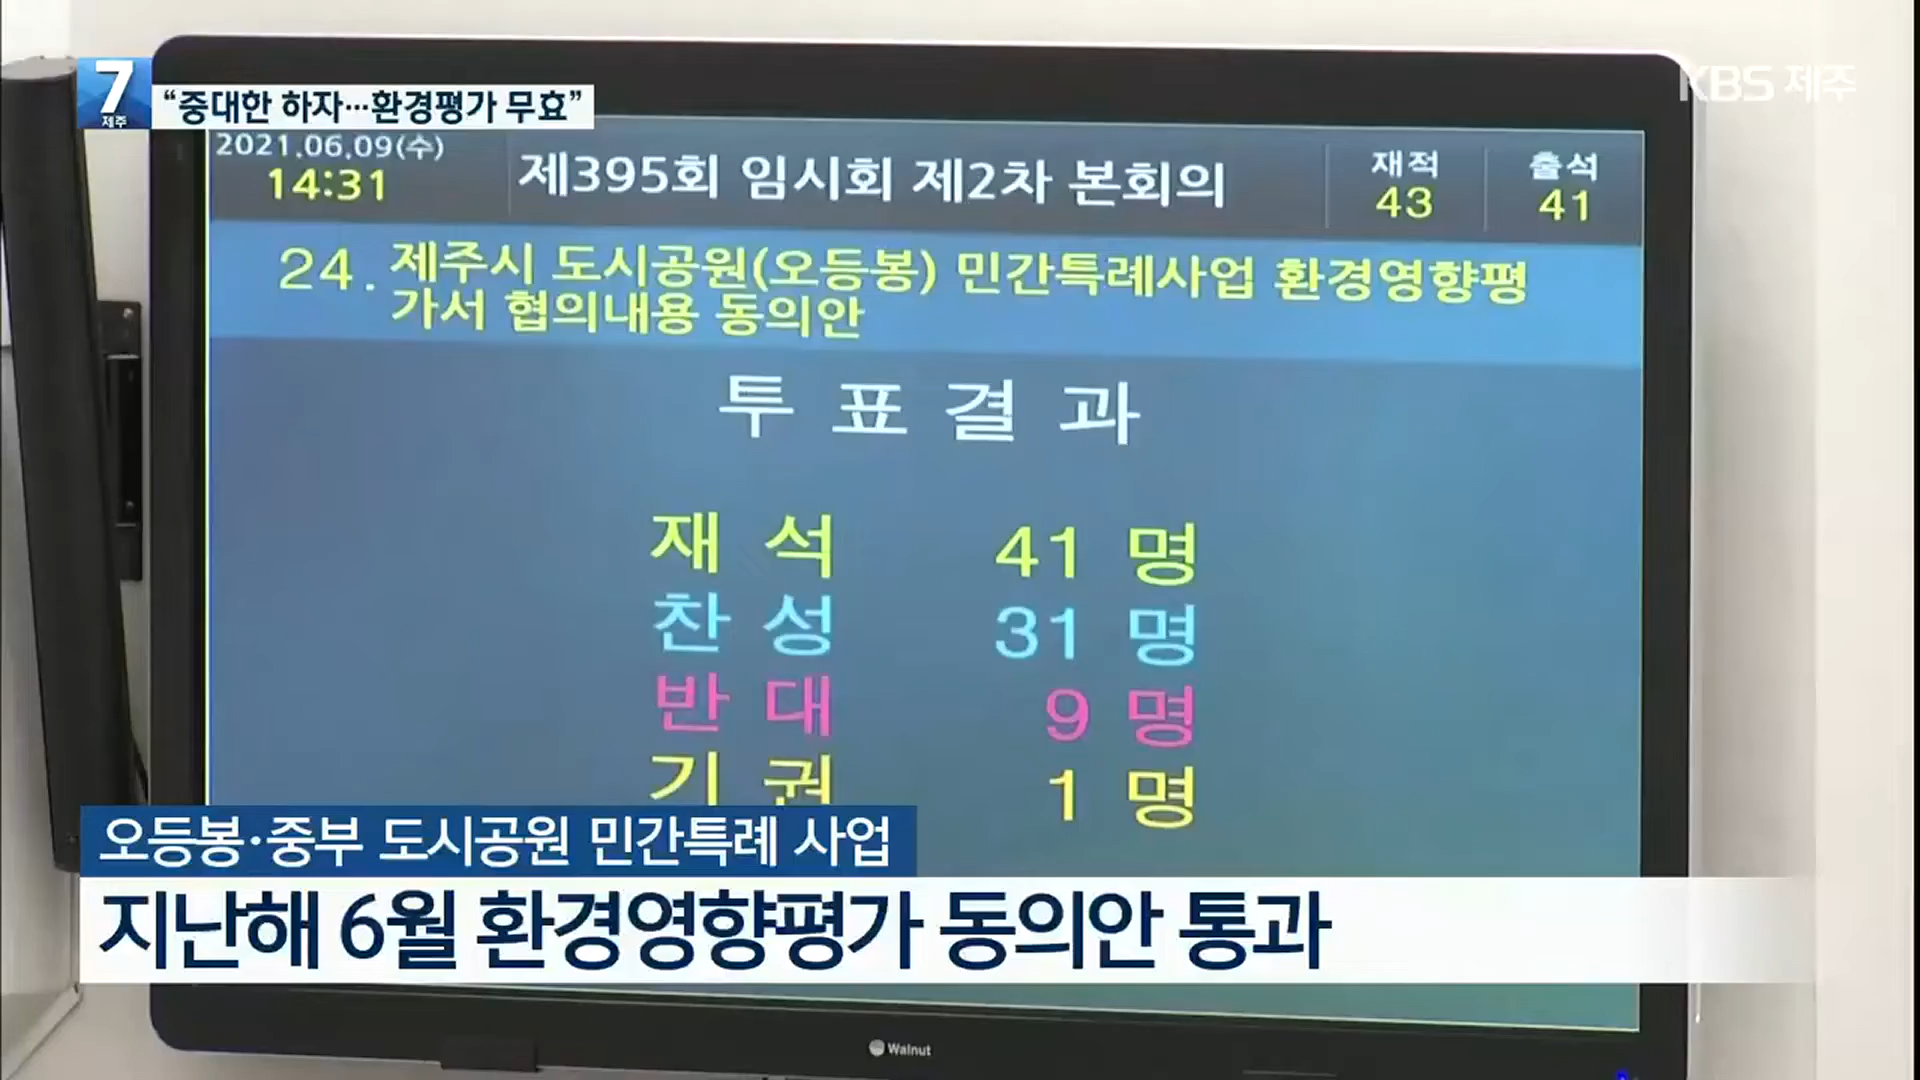 7
제주
“중대한 하자…환경평가 무효”
KBS 제주
2021.06.09(수)
14:31
제395회 임시회 제2차 본회의
재적
43
출석
41
24. 제주시 도시공원(오등봉) 민간특례사업 환경영향평
가서 협의내용 동의안
투표결과
재석 41 명
찬성 31 명
반대 9 명
기권 1 명
오등봉·중부 도시공원 민간특례 사업
지난해 6월 환경영향평가 동의안 통과
Walnut